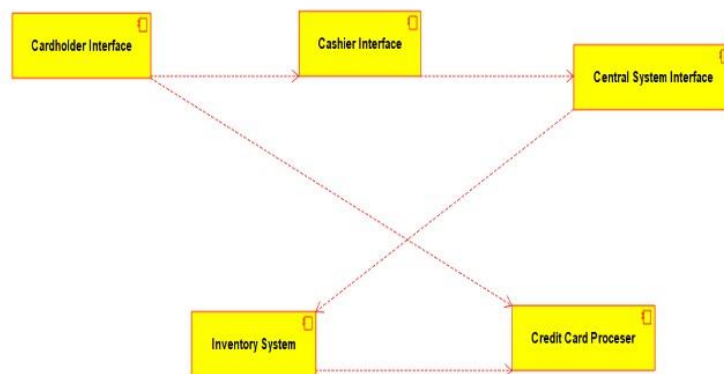 Cardholder Interface
Cashier Interface
Central System Interface
Inventory System
Credit Card Proceser